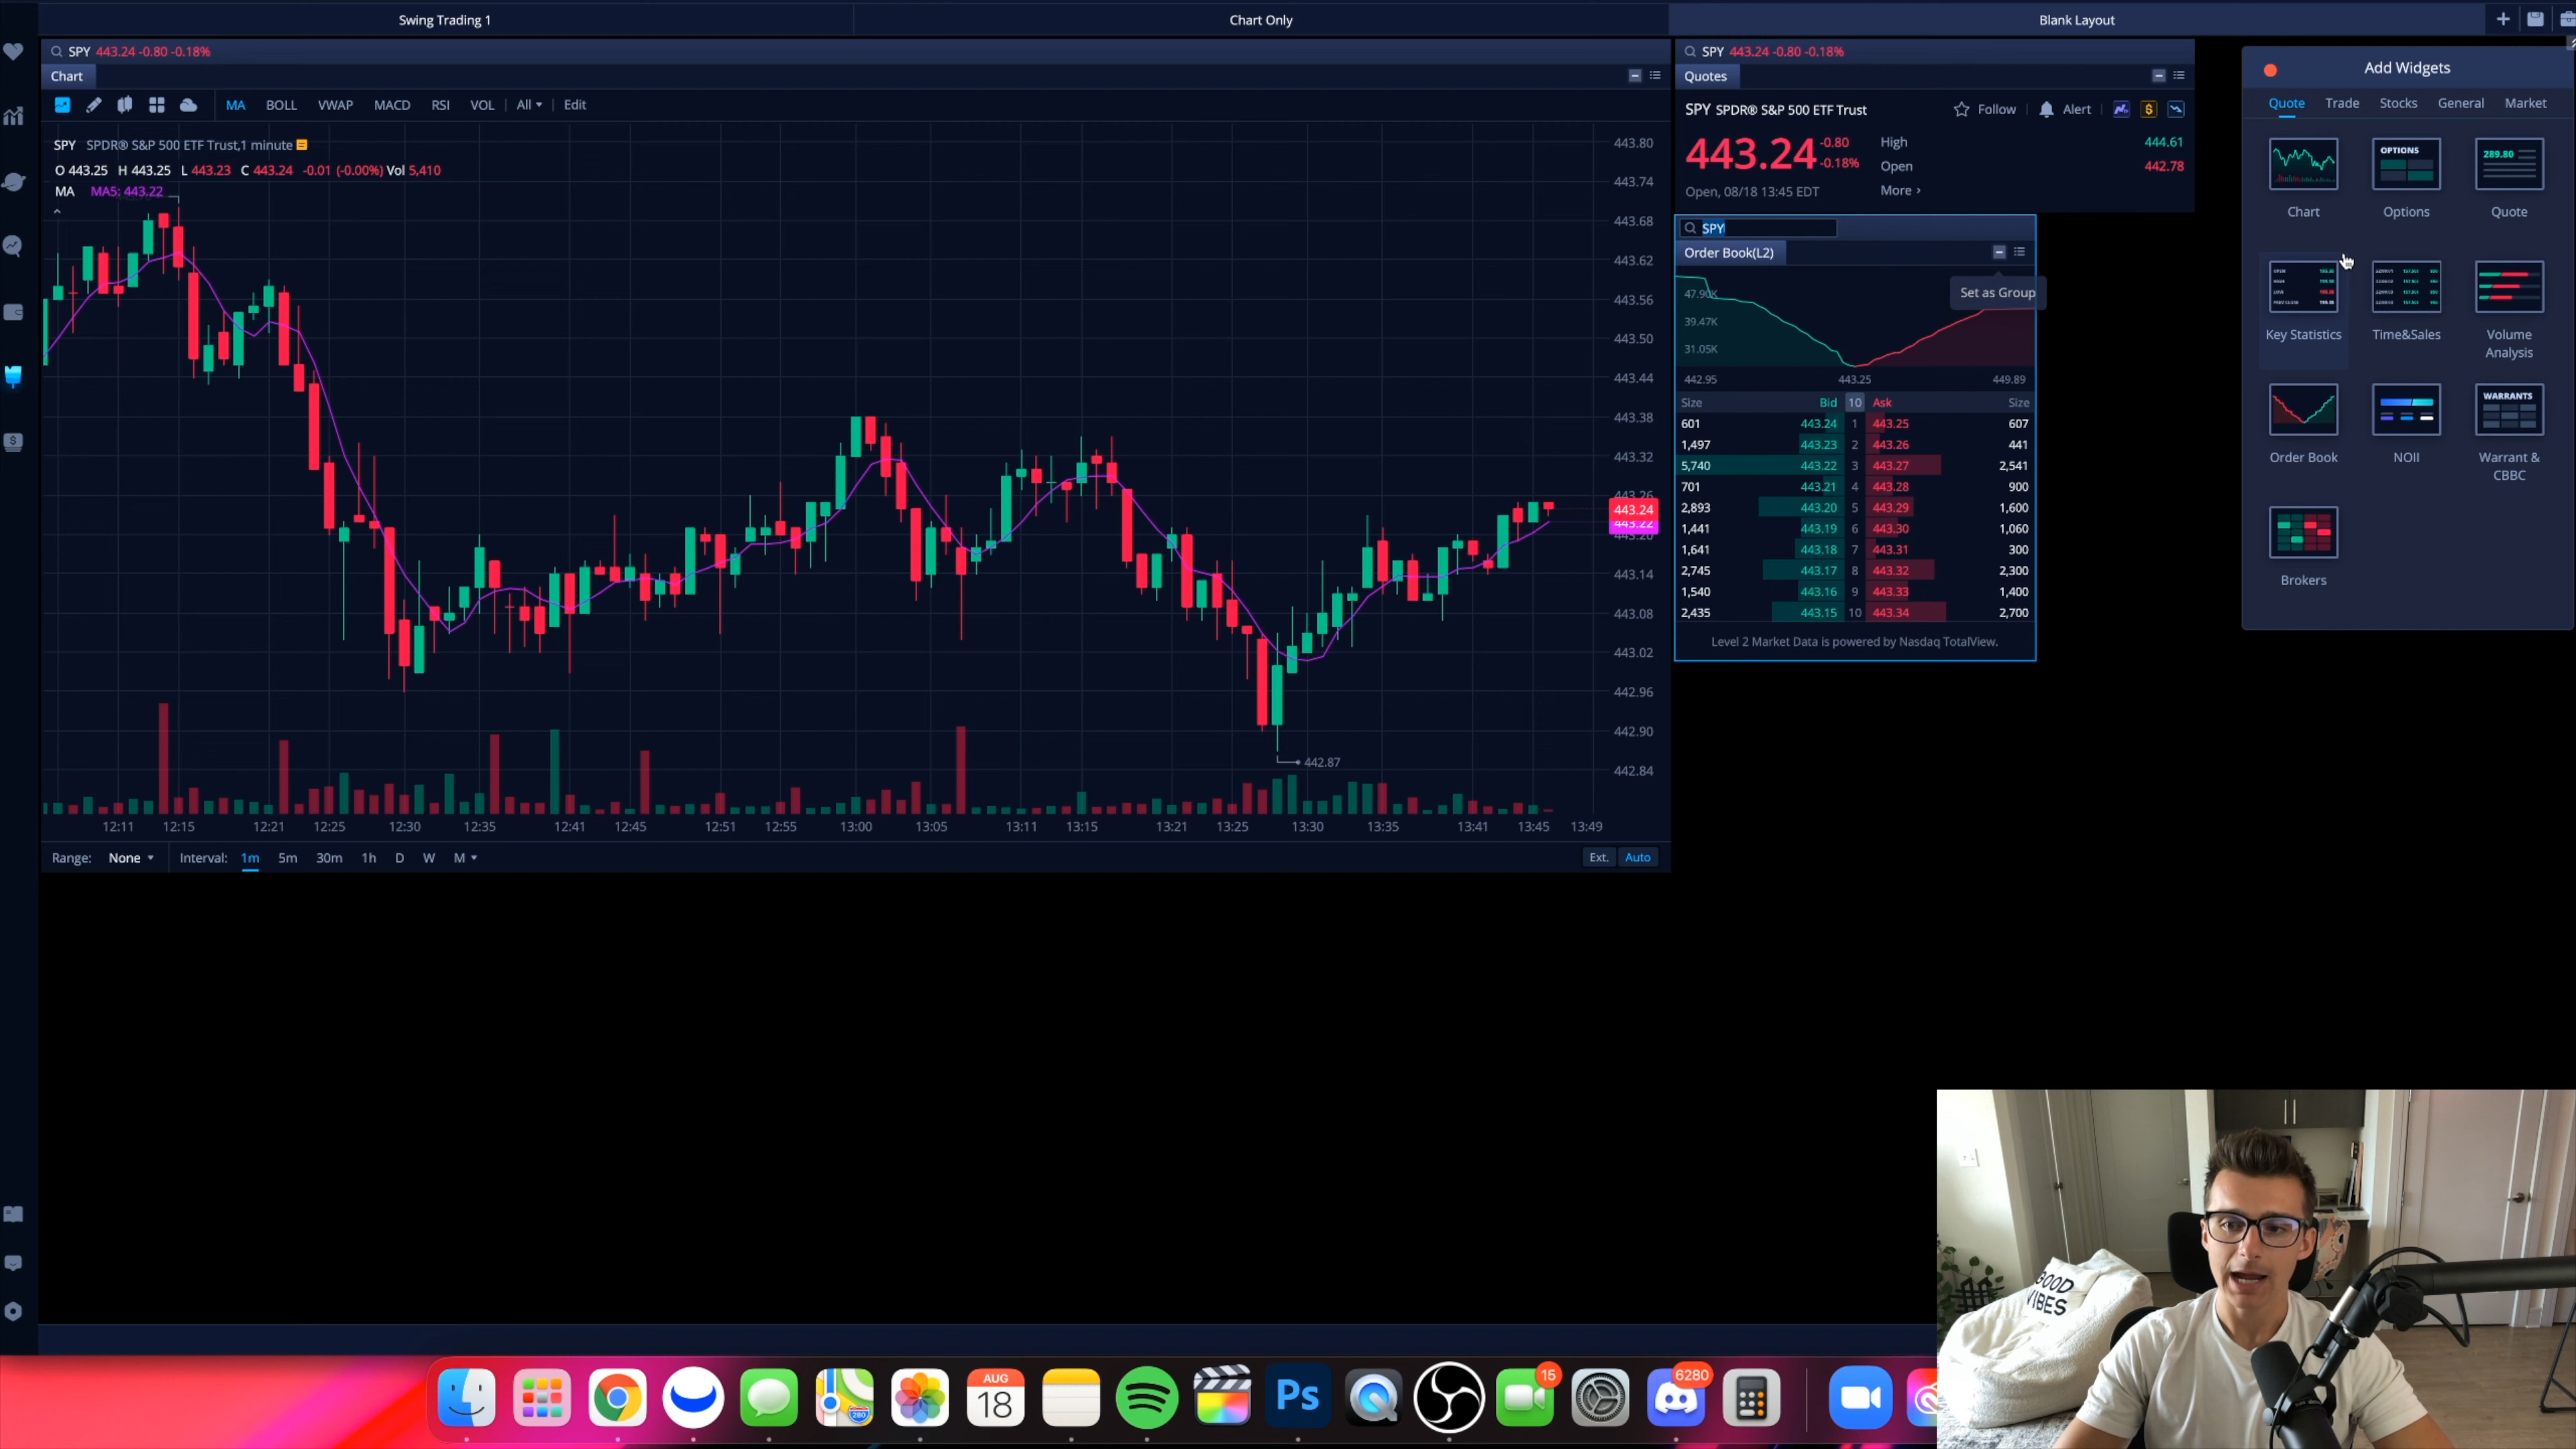 Swing Trading 1
Chart Only
Blank Layout
SPY 443.24 -0.80 -0.18%
Chart
MA BOLL VWAP MACD RSI VOL All Edit
SPY SPDR® S&P 500 ETF Trust,1 minute
O 443.25 H 443.25 L 443.23 C 443.24 -0.01 (-0.00%) Vol 5,410
MA MA5: 443.22
443.80
443.74
443.68
443.62
443.56
443.50
443.44
443.38
443.32
443.26
443.24
443.22
443.20
443.14
443.08
443.02
442.96
442.90
442.84
442.87
12:11 12:15 12:21 12:25 12:30 12:35 12:41 12:45 12:51 12:55 13:00 13:05 13:11 13:15 13:21 13:25 13:30 13:35 13:41 13:45 13:49
Range: None Interval: 1m 5m 30m 1h D W M
Ext. Auto
SPY 443.24 -0.80 -0.18%
Quotes
SPY SPDR® S&P 500 ETF Trust
Follow Alert
443.24 -0.80
-0.18%
High 444.61
Open 442.78
More ›
Open, 08/18 13:45 EDT
SPY
Order Book(L2)
Set as Group
47.90K
39.47K
31.05K
442.95 443.25 449.89
Size Bid 10 Ask Size
601 443.24 1 443.25 607
1,497 443.23 2 443.26 441
5,740 443.22 3 443.27 2,541
701 443.21 4 443.28 900
2,893 443.20 5 443.29 1,600
1,441 443.19 6 443.30 1,060
1,641 443.18 7 443.31 300
2,745 443.17 8 443.32 2,300
1,540 443.16 9 443.33 1,400
2,435 443.15 10 443.34 2,700
Level 2 Market Data is powered by Nasdaq TotalView.
Add Widgets
Quote Trade Stocks General Market
OPTIONS
289.80
Chart Options Quote
Key Statistics Time&Sales Volume
Analysis
WARRANTS
Order Book NOII Warrant &
CBBC
Brokers
GOOD
VIBES
AUG
18
280
Ps
15
6280